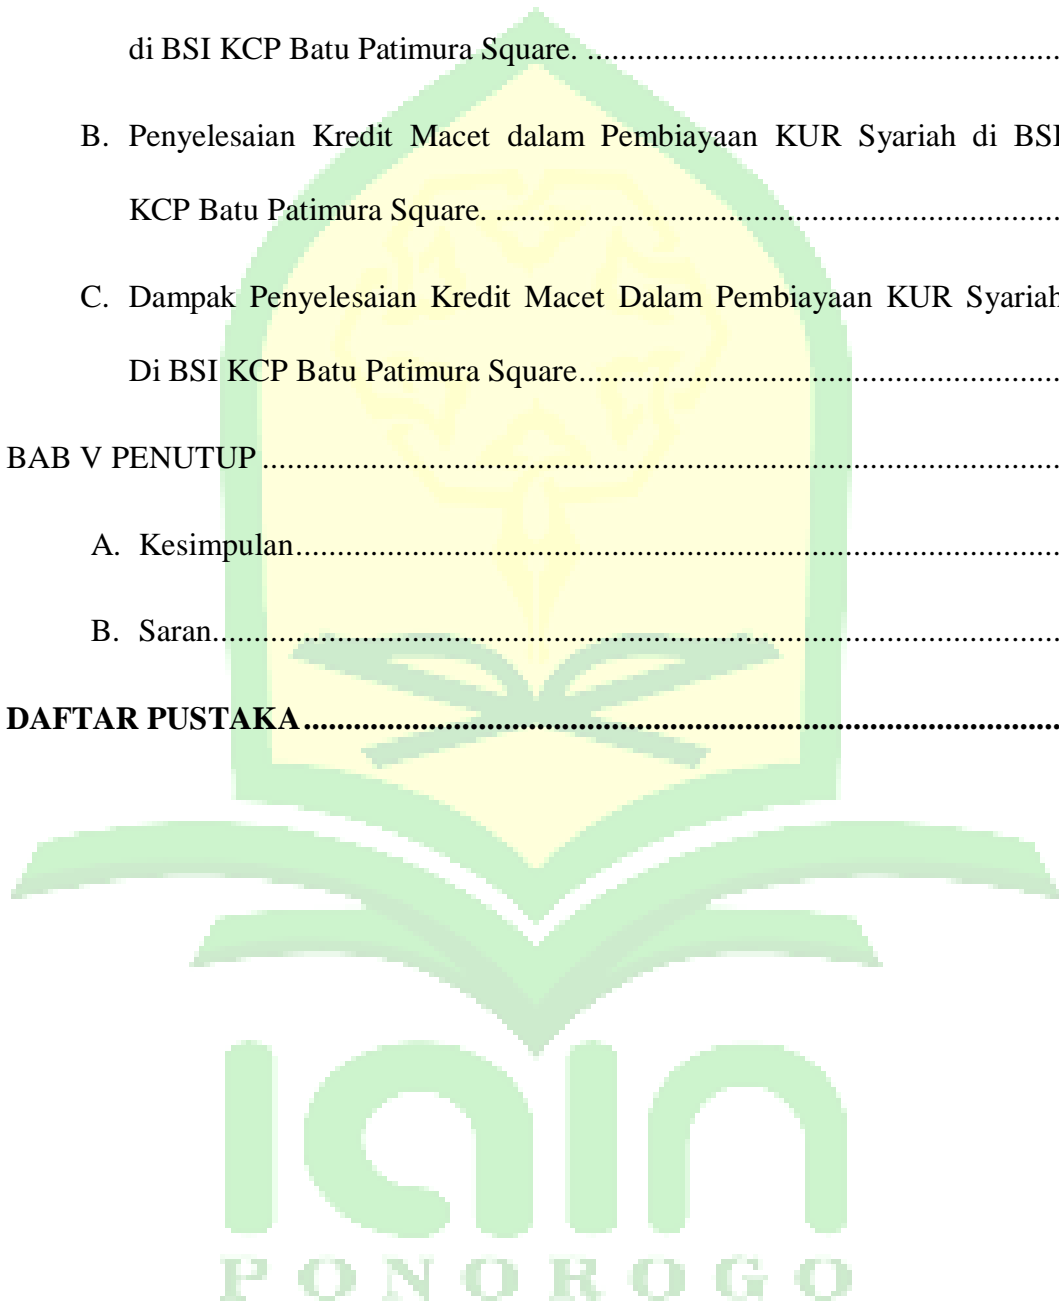 di BSI KCP Batu Patimura Square. ..........................................................
B. Penyelesaian Kredit Macet dalam Pembiayaan KUR Syariah di BSI
KCP Batu Patimura Square. .....................................................................
C. Dampak Penyelesaian Kredit Macet Dalam Pembiayaan KUR Syariah
Di BSI KCP Batu Patimura Square...........................................................
BAB V PENUTUP .................................................................................................
A. Kesimpulan.............................................................................................
B. Saran.......................................................................................................
DAFTAR PUSTAKA............................................................................................
IAIN
PONOROGO